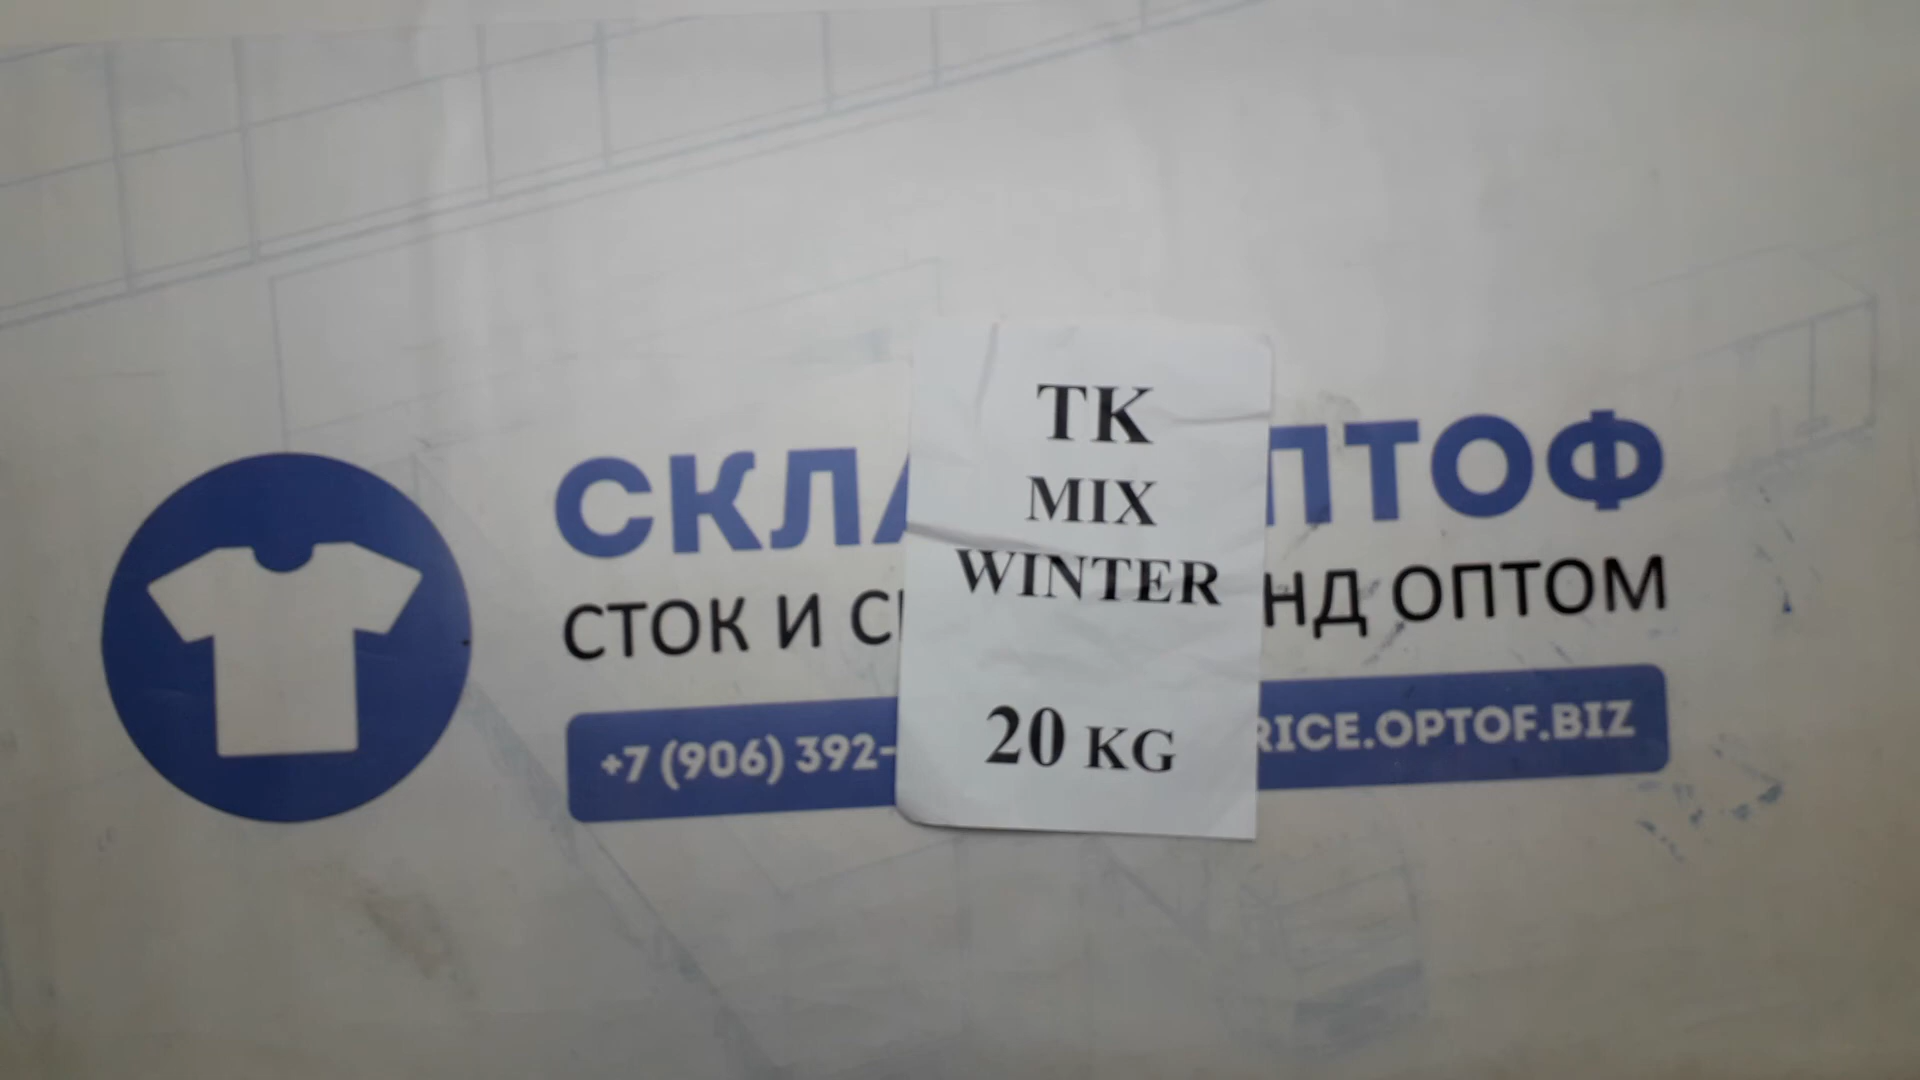 TK
MIX
WINTER
20 KG
СКЛА ПТОФ
СТОК И С НД ОПТОМ
+7 (906) 392- RICE.OPTOF.BIZ